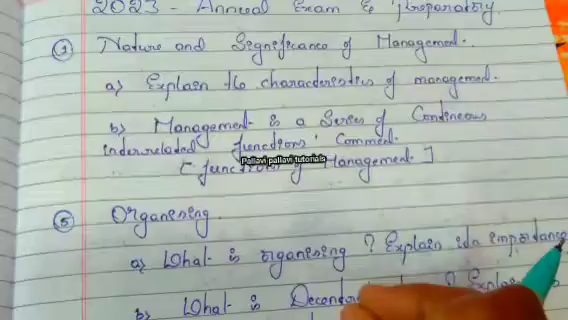 2023 - Annual Exam & Preparatory.
① Nature and Significance of Management.
a) Explain the characteristics of management.
b) Management is a Series of Contineous
interrelated functions' Comment.
[ functions of Management ]
Pallavi pallavi tutorials
⑤ Organising.
a) What is organising ? Explain its importance
b) What is ? Explain